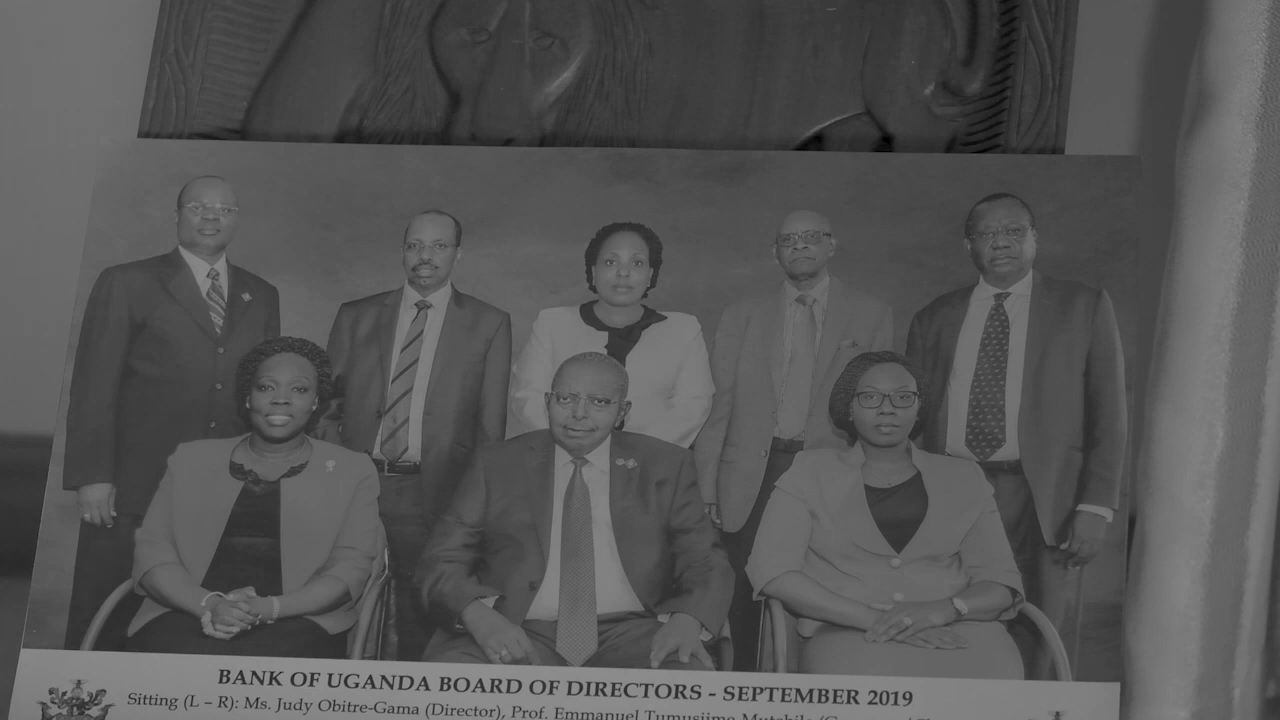 BANK OF UGANDA BOARD OF DIRECTORS - SEPTEMBER 2019
Sitting (L – R): Ms. Judy Obitre-Gama (Director), Prof. Emmanuel Tumusiime-Mutebile